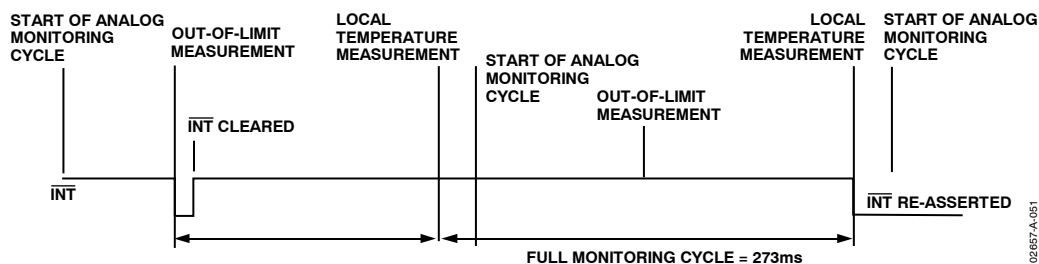 START OF ANALOG
MONITORING
CYCLE
OUT-OF-LIMIT
MEASUREMENT
LOCAL
TEMPERATURE
MEASUREMENT
START OF ANALOG
MONITORING
CYCLE
OUT-OF-LIMIT
MEASUREMENT
LOCAL
TEMPERATURE
MEASUREMENT
START OF ANALOG
MONITORING
CYCLE
INT CLEARED
INT
INT RE-ASSERTED
FULL MONITORING CYCLE = 273ms
02657-A-051